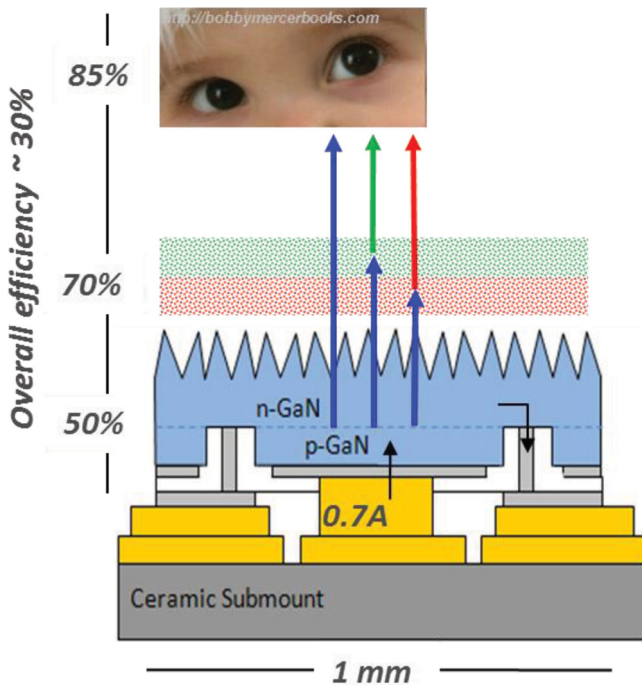 http://bobbymercerbooks.com
Overall efficiency ~ 30%
85%
70%
50%
n-GaN
p-GaN
0.7A
Ceramic Submount
1 mm